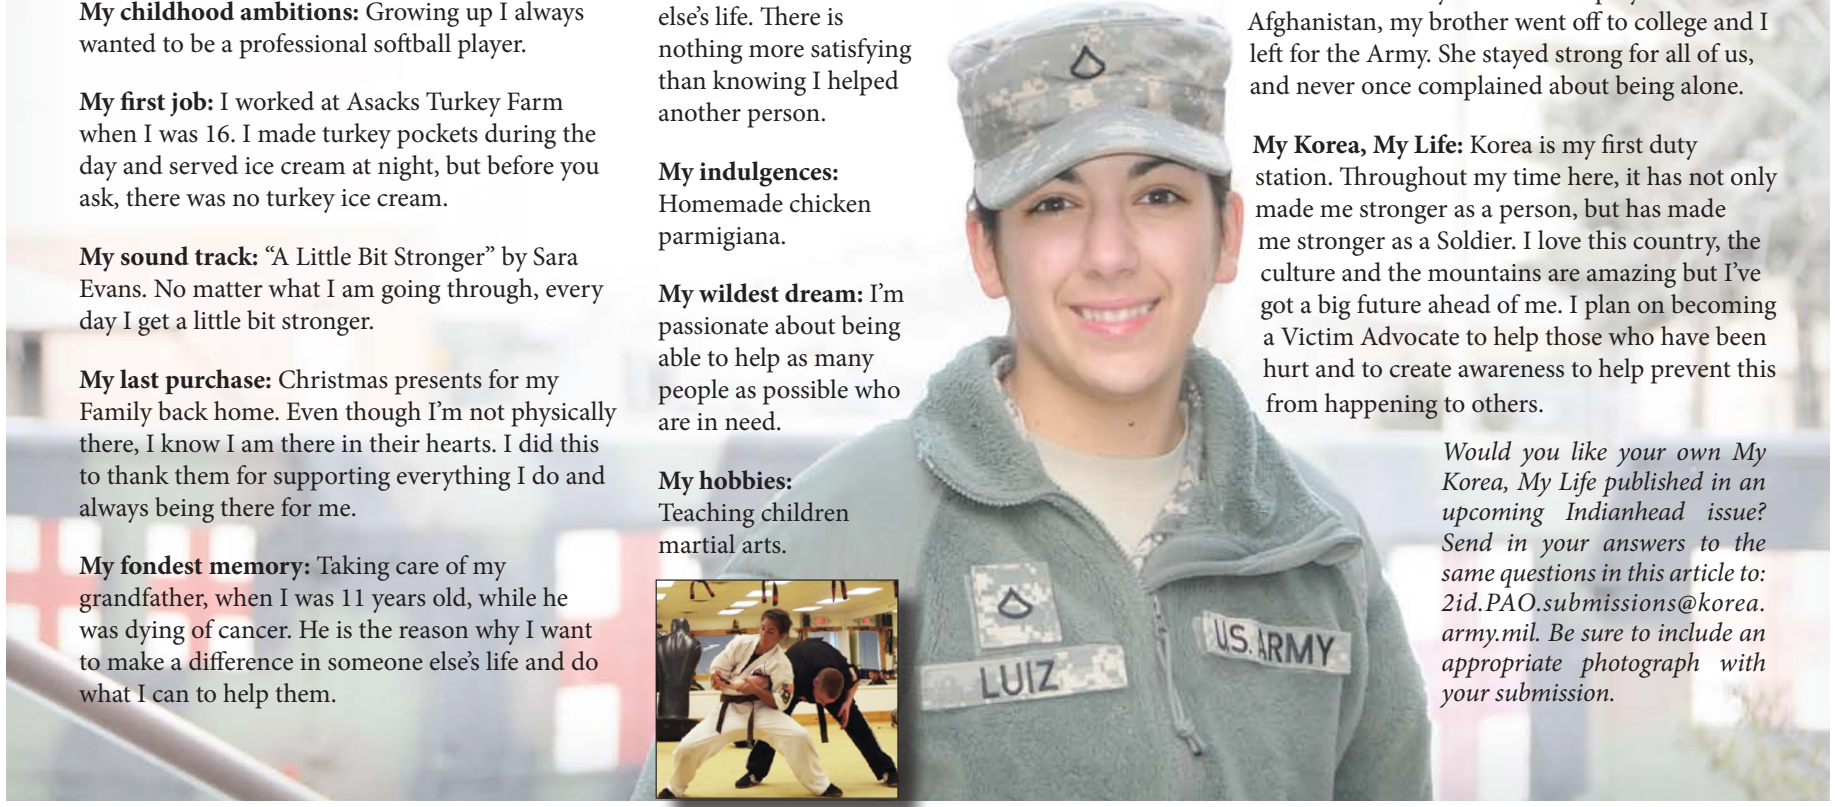 My childhood ambitions: Growing up I always
wanted to be a professional softball player.
My first job: I worked at Asacks Turkey Farm
when I was 16. I made turkey pockets during the
day and served ice cream at night, but before you
ask, there was no turkey ice cream.
My sound track: “A Little Bit Stronger” by Sara
Evans. No matter what I am going through, every
day I get a little bit stronger.
My last purchase: Christmas presents for my
Family back home. Even though I’m not physically
there, I know I am there in their hearts. I did this
to thank them for supporting everything I do and
always being there for me.
My fondest memory: Taking care of my
grandfather, when I was 11 years old, while he
was dying of cancer. He is the reason why I want
to make a difference in someone else’s life and do
what I can to help them.
else’s life. There is
nothing more satisfying
than knowing I helped
another person.
My indulgences:
Homemade chicken
parmigiana.
My wildest dream: I’m
passionate about being
able to help as many
people as possible who
are in need.
My hobbies:
Teaching children
martial arts.
LUIZ
U.S. ARMY
Afghanistan, my brother went off to college and I
left for the Army. She stayed strong for all of us,
and never once complained about being alone.
My Korea, My Life: Korea is my first duty
station. Throughout my time here, it has not only
made me stronger as a person, but has made
me stronger as a Soldier. I love this country, the
culture and the mountains are amazing but I’ve
got a big future ahead of me. I plan on becoming
a Victim Advocate to help those who have been
hurt and to create awareness to help prevent this
from happening to others.
Would you like your own My
Korea, My Life published in an
upcoming Indianhead issue?
Send in your answers to the
same questions in this article to:
2id.PAO.submissions@korea.
army.mil. Be sure to include an
appropriate photograph with
your submission.